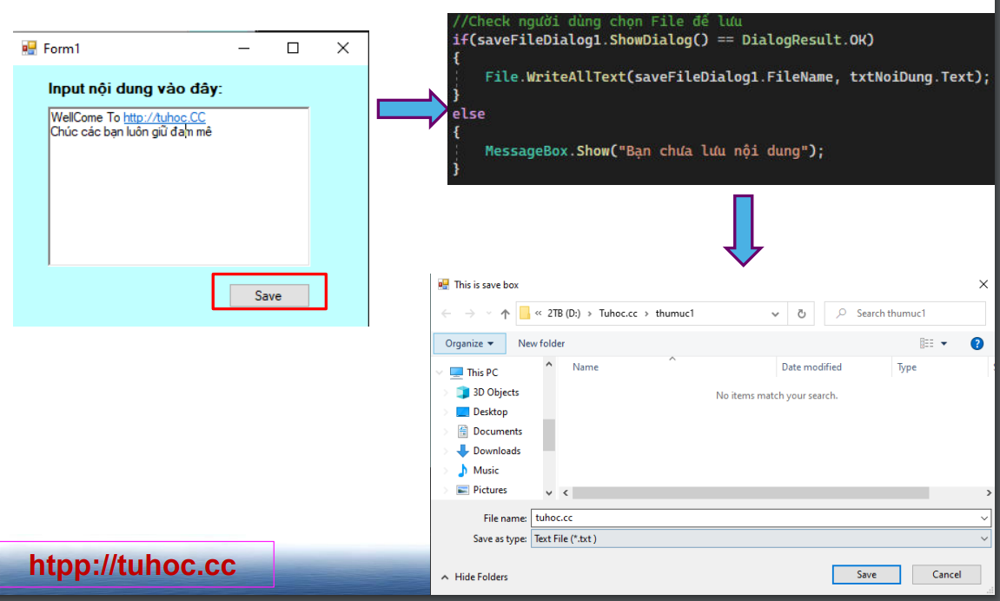 Form1
Input nội dung vào đây:
WellCome To http://tuhoc.CC
Chúc các bạn luôn giữ đam mê
Save
//Check người dùng chọn File để lưu
if(saveFileDialog1.ShowDialog() == DialogResult.OK)
{
File.WriteAllText(saveFileDialog1.FileName, txtNoiDung.Text);
}
else
{
MessageBox.Show("Bạn chưa lưu nội dung");
}
This is save box
« 2TB (D:) › Tuhoc.cc › thumuc1
Search thumuc1
Organize
New folder
?
This PC
3D Objects
Desktop
Documents
Downloads
Music
Pictures
Name
Date modified
Type
No items match your search.
File name: tuhoc.cc
Save as type: Text File (*.txt )
Hide Folders
Save
Cancel
htpp://tuhoc.cc